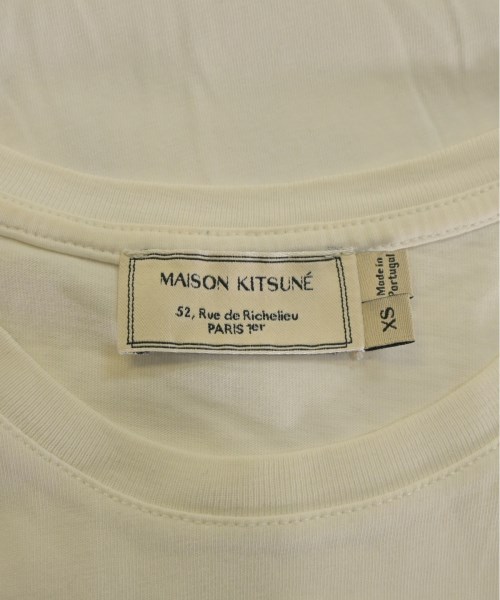 MAISON KITSUNÉ
52, Rue de Richelieu
PARIS 1er
Made in
Portugal
XS